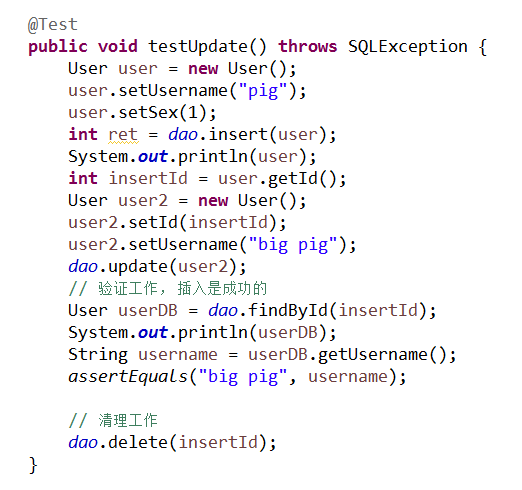 @Test
public void testUpdate() throws SQLException {
    User user = new User();
    user.setUsername("pig");
    user.setSex(1);
    int ret = dao.insert(user);
    System.out.println(user);
    int insertId = user.getId();
    User user2 = new User();
    user2.setId(insertId);
    user2.setUsername("big pig");
    dao.update(user2);
    // 验证工作，插入是成功的
    User userDB = dao.findById(insertId);
    System.out.println(userDB);
    String username = userDB.getUsername();
    assertEquals("big pig", username);
    // 清理工作
    dao.delete(insertId);
}